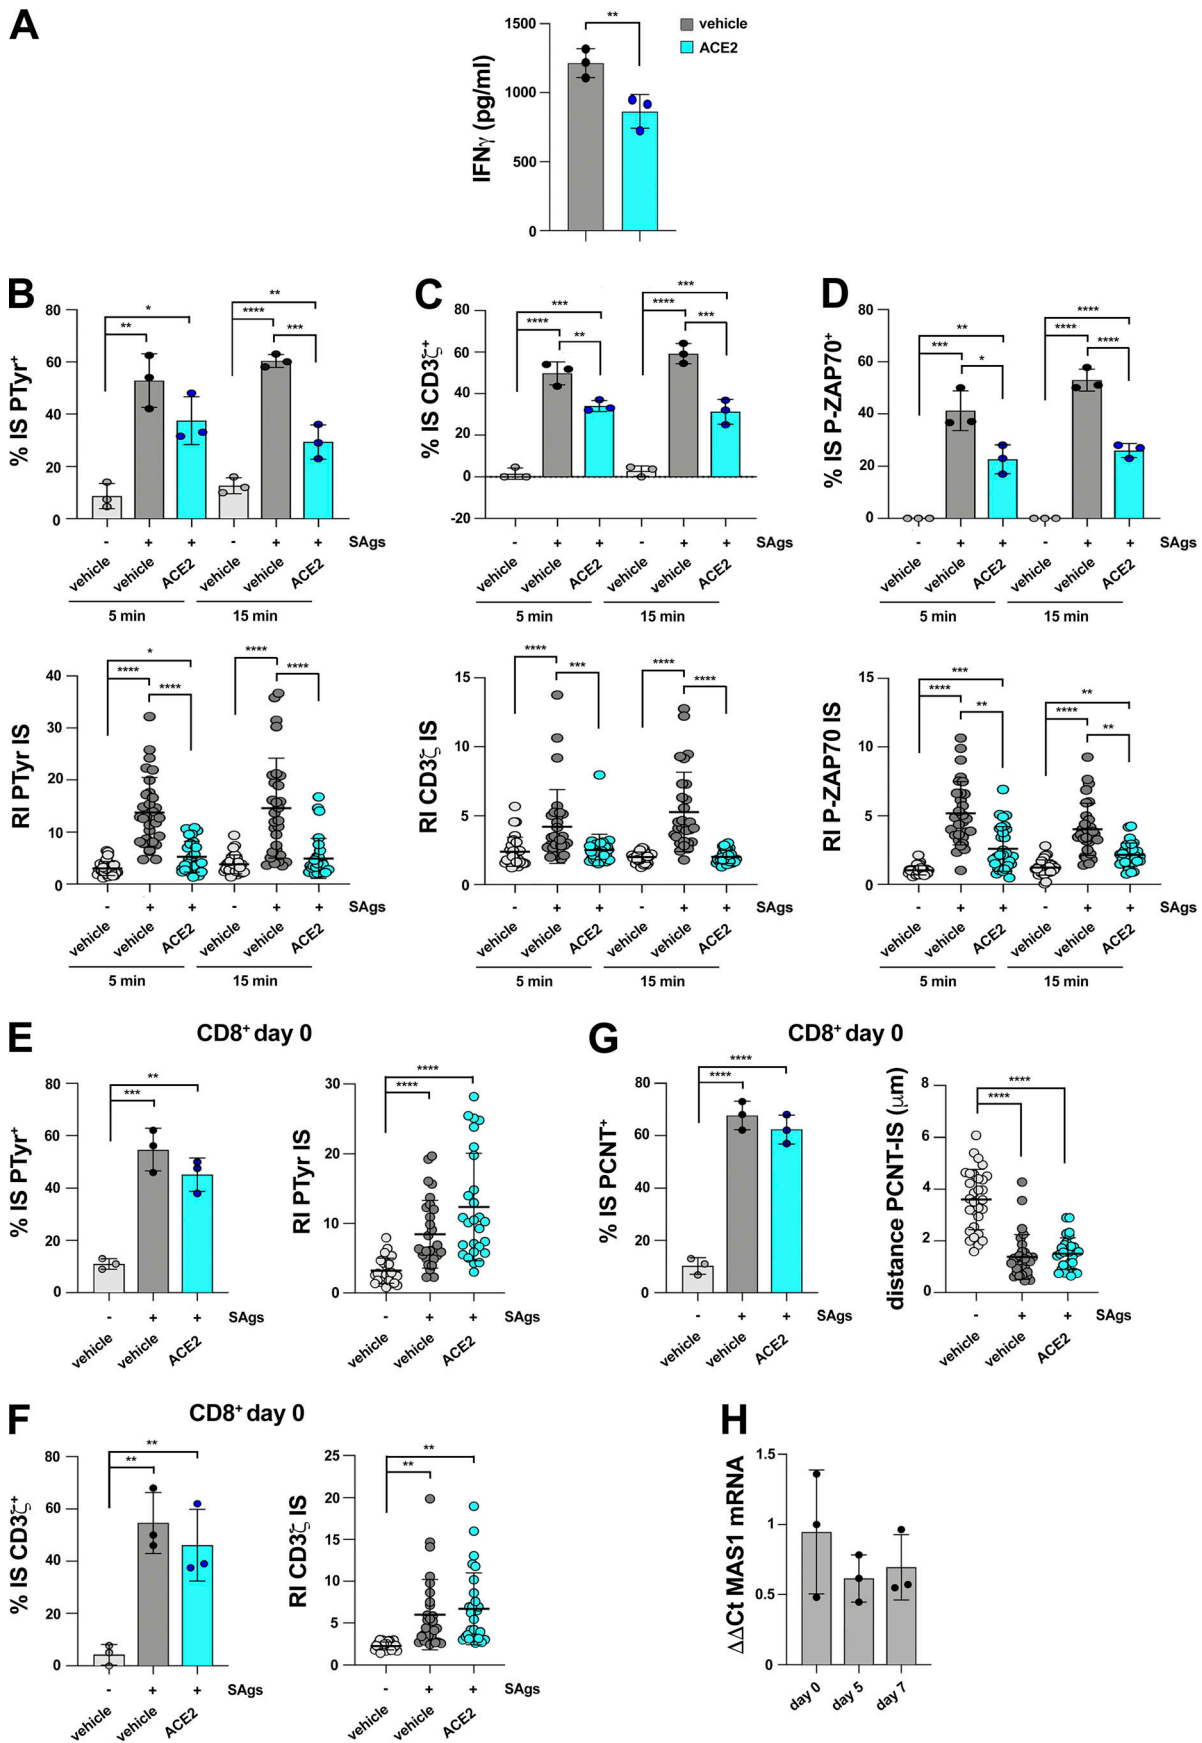 A
1500
1000
500
0
IFNγ (pg/ml)
**
vehicle
ACE2
B
% IS PTyr+
80
60
40
20
0
*
**
**
****
***
- + + - + + SAgs
vehicle vehicle ACE2 vehicle vehicle ACE2
5 min 15 min
C
% IS CD3ζ+
80
60
40
20
0
-20
***
****
**
***
****
***
- + + - + + SAgs
vehicle vehicle ACE2 vehicle vehicle ACE2
5 min 15 min
D
% IS P-ZAP70+
80
60
40
20
0
**
***
*
****
****
****
- + + - + + SAgs
vehicle vehicle ACE2 vehicle vehicle ACE2
5 min 15 min
RI PTyr IS
40
30
20
10
0
*
****
****
****
****
- + + - + + SAgs
vehicle vehicle ACE2 vehicle vehicle ACE2
5 min 15 min
RI CD3ζ IS
15
10
5
0
****
***
****
****
- + + - + + SAgs
vehicle vehicle ACE2 vehicle vehicle ACE2
5 min 15 min
RI P-ZAP70 IS
15
10
5
0
***
****
**
**
****
**
- + + - + + SAgs
vehicle vehicle ACE2 vehicle vehicle ACE2
5 min 15 min
E
CD8+ day 0
% IS PTyr+
80
60
40
20
0
**
***
- + + SAgs
vehicle vehicle ACE2
RI PTyr IS
30
20
10
0
****
****
- + + SAgs
vehicle vehicle ACE2
G
CD8+ day 0
% IS PCNT+
80
60
40
20
0
****
****
- + + SAgs
vehicle vehicle ACE2
distance PCNT-IS (μm)
8
6
4
2
0
****
****
- + + SAgs
vehicle vehicle ACE2
F
CD8+ day 0
% IS CD3ζ+
80
60
40
20
0
**
**
- + + SAgs
vehicle vehicle ACE2
RI CD3ζ IS
25
20
15
10
5
0
**
**
- + + SAgs
vehicle vehicle ACE2
H
ΔΔCt MAS1 mRNA
1.5
1
0.5
0
day 0 day 5 day 7